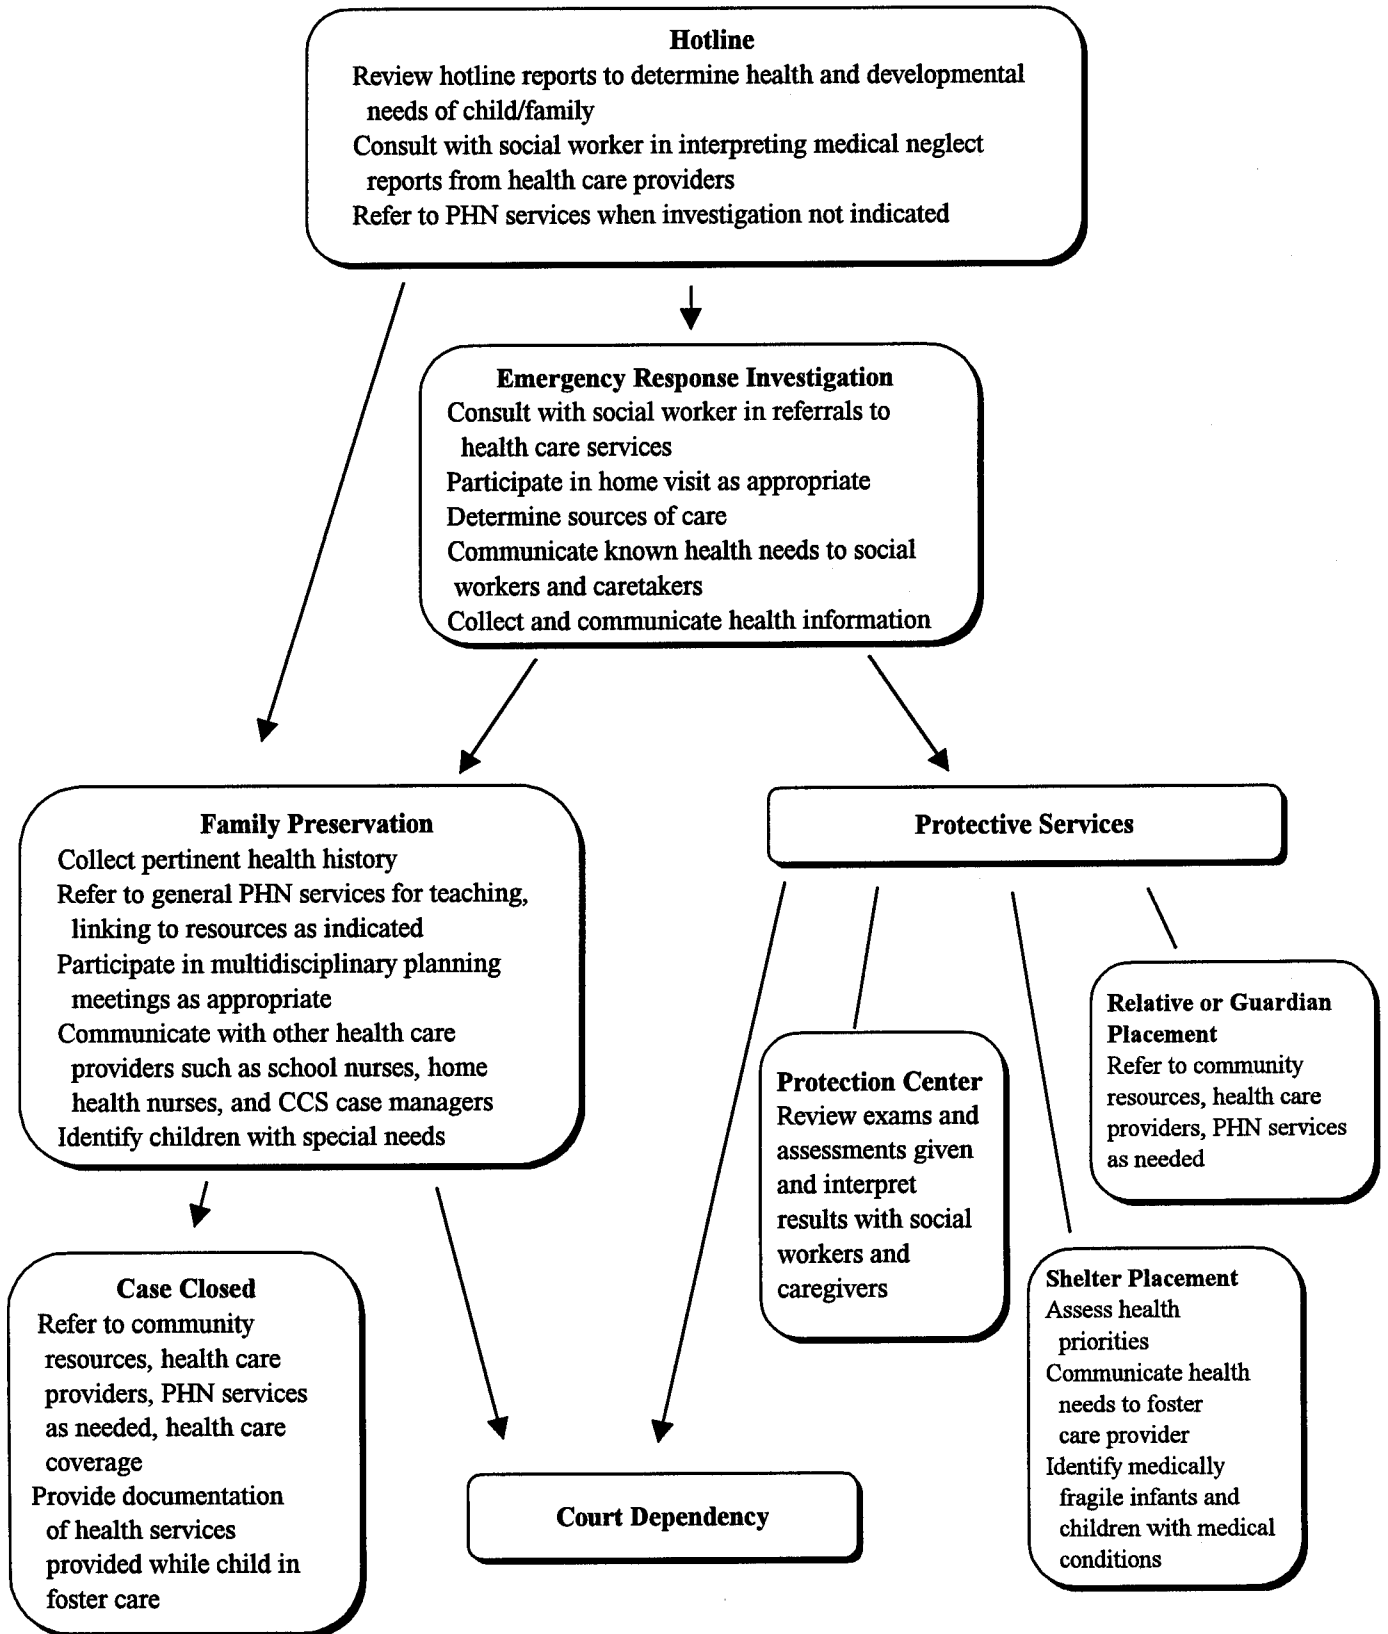 Hotline
Review hotline reports to determine health and developmental
needs of child/family
Consult with social worker in interpreting medical neglect
reports from health care providers
Refer to PHN services when investigation not indicated
Emergency Response Investigation
Consult with social worker in referrals to
health care services
Participate in home visit as appropriate
Determine sources of care
Communicate known health needs to social
workers and caretakers
Collect and communicate health information
Family Preservation
Collect pertinent health history
Refer to general PHN services for teaching,
linking to resources as indicated
Participate in multidisciplinary planning
meetings as appropriate
Communicate with other health care
providers such as school nurses, home
health nurses, and CCS case managers
Identify children with special needs
Protective Services
Relative or Guardian
Placement
Refer to community
resources, health care
providers, PHN services
as needed
Protection Center
Review exams and
assessments given
and interpret
results with social
workers and
caregivers
Shelter Placement
Assess health
priorities
Communicate health
needs to foster
care provider
Identify medically
fragile infants and
children with medical
conditions
Case Closed
Refer to community
resources, health care
providers, PHN services
as needed, health care
coverage
Provide documentation
of health services
provided while child in
foster care
Court Dependency